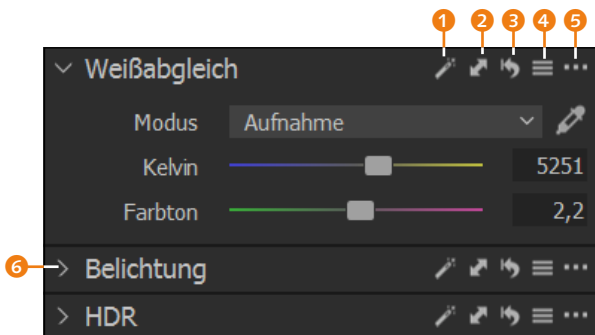 1 2 3 4 5
Weißabgleich
Modus Aufnahme
Kelvin 5251
Farbton 2,2
6 Belichtung
HDR